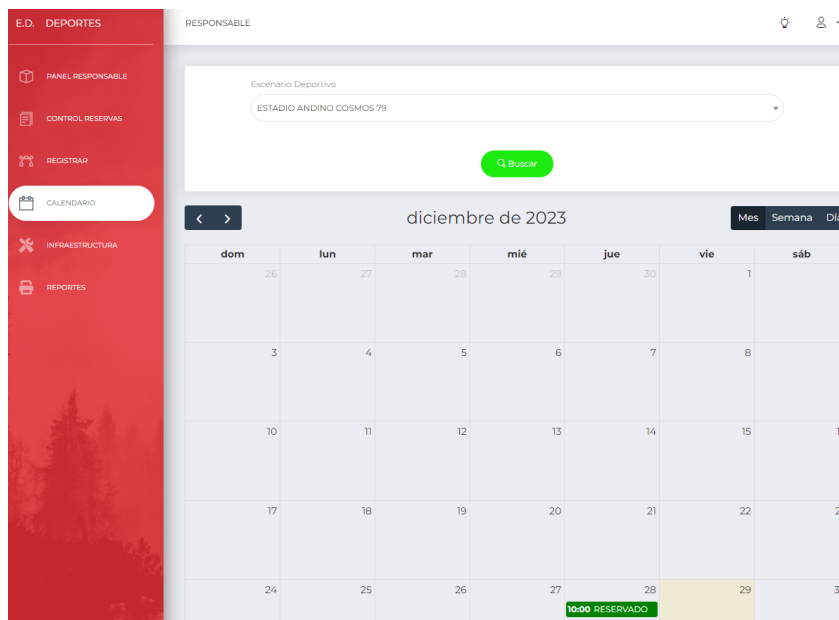 E.D. DEPORTES
RESPONSABLE
PANEL RESPONSABLE
CONTROL RESERVAS
REGISTRAR
CALENDARIO
INFRAESTRUCTURA
REPORTES
Escenario Deportivo
ESTADIO ANDINO COSMOS 79
Buscar
diciembre de 2023
Mes Semana Día
dom lun mar mié jue vie sáb
26 27 28 29 30 1
3 4 5 6 7 8
10 11 12 13 14 15
17 18 19 20 21 22
24 25 26 27 28 29
10:00 RESERVADO